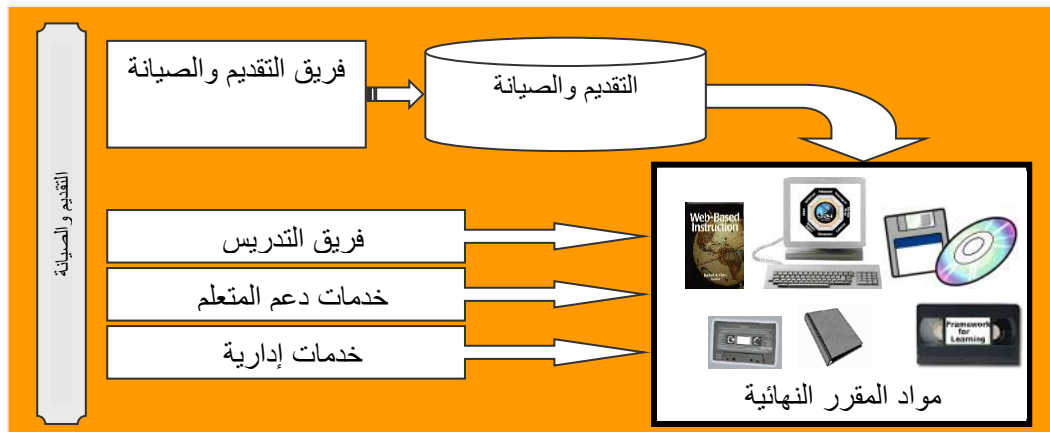 التقديم والصيانة
فريق التقديم والصيانة
التقديم والصيانة
فريق التدريس
خدمات دعم المتعلم
خدمات إدارية
Web-Based
Instruction
Framework
for
Learning
مواد المقرر النهائية